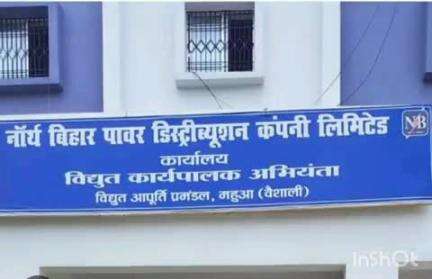 नॉर्थ बिहार पावर डिस्ट्रीब्यूशन कंपनी लिमिटेड
कार्यालय
विद्युत कार्यपालक अभियंता
विद्युत आपूर्ति प्रमंडल, महुआ (वैशाली)
InShOt